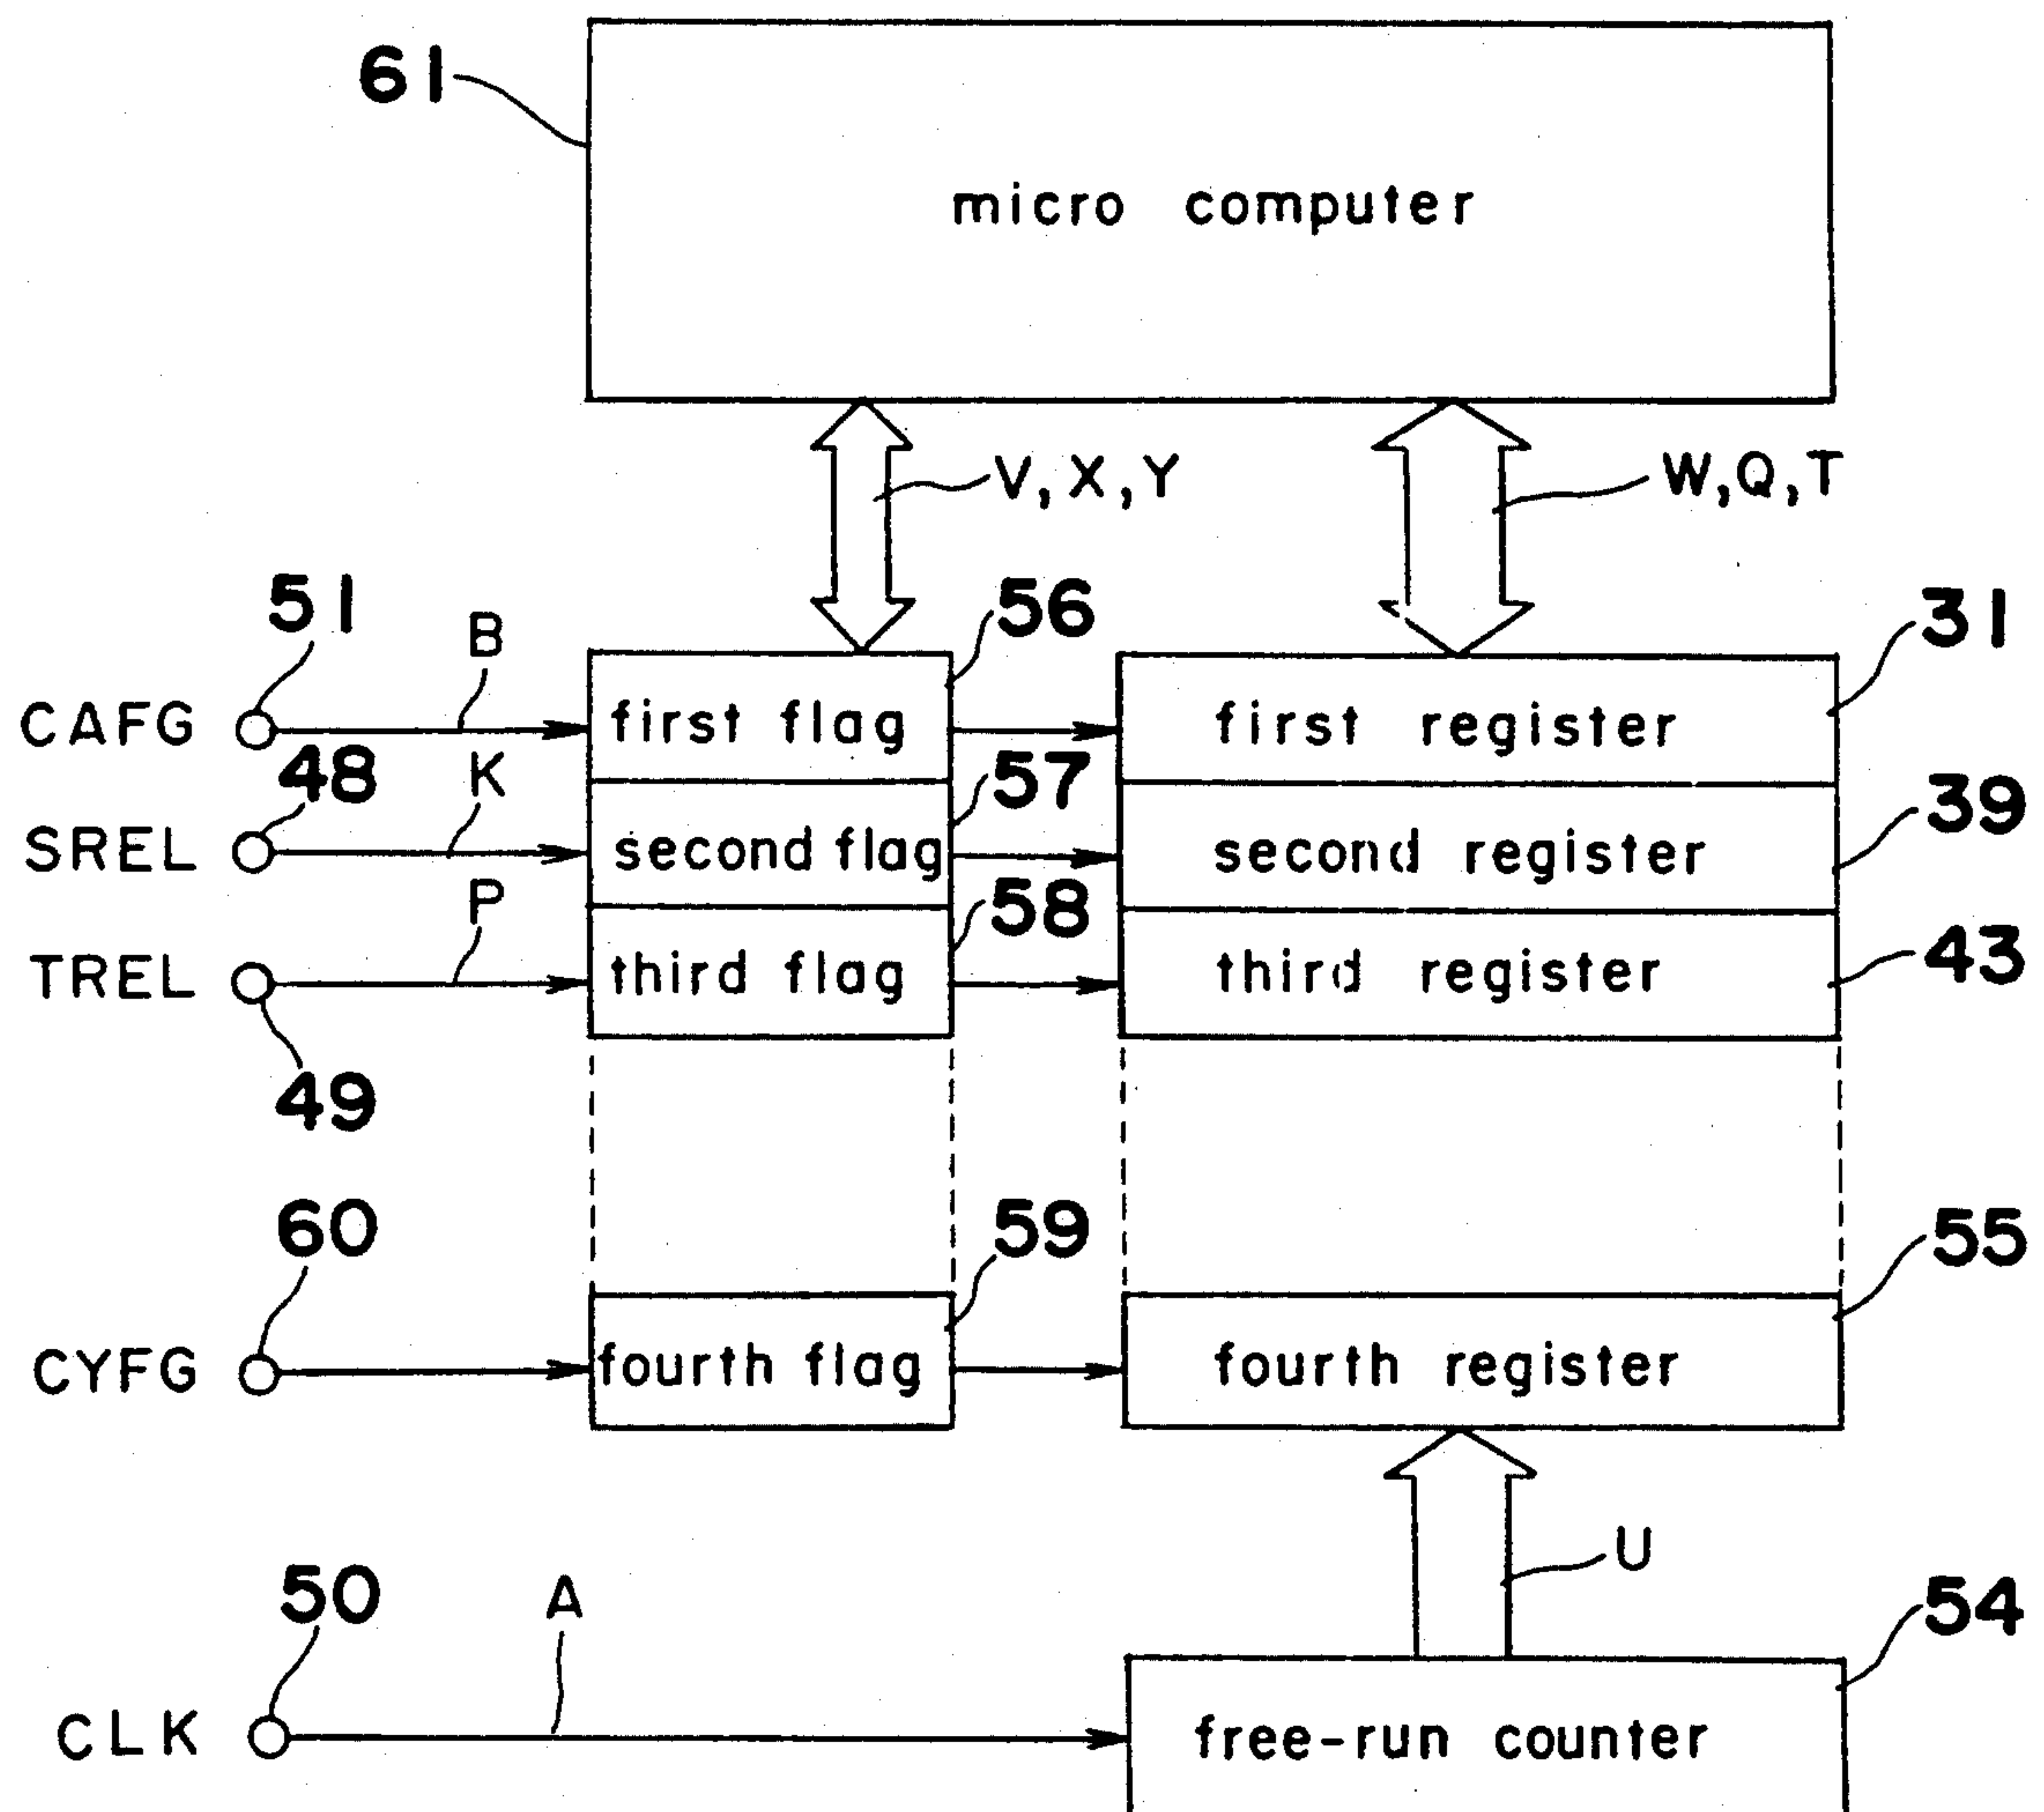 61
micro computer
V, X, Y
W, Q, T
51
B
56
31
CAFG
first flag
first register
48
K
57
39
SREL
second flag
second register
P
58
43
TREL
third flag
third register
49
60
59
55
CYFG
fourth flag
fourth register
U
50
A
54
CLK
free-run counter